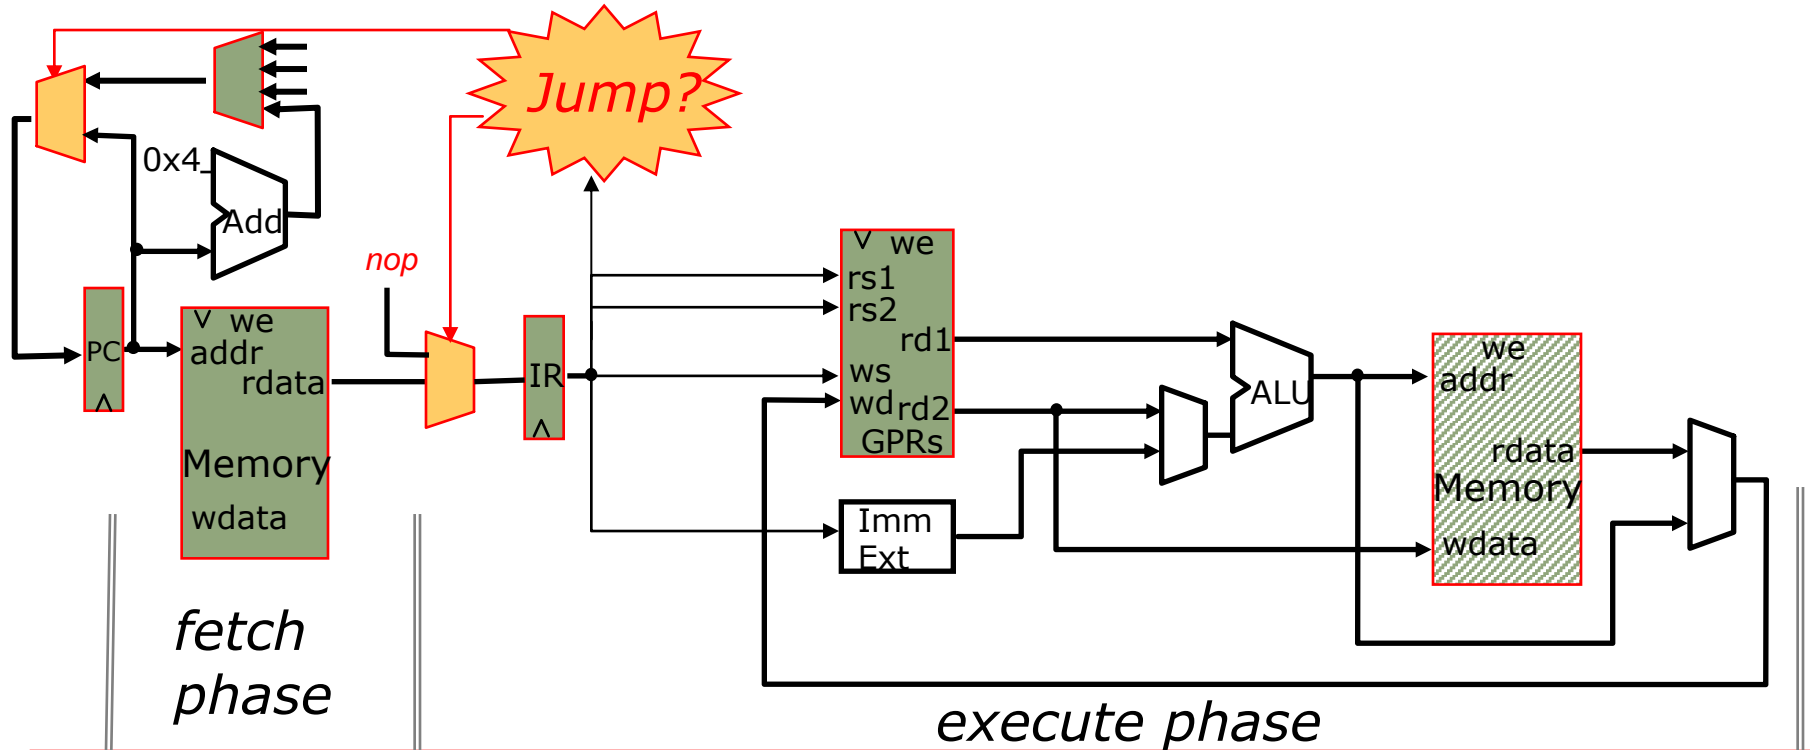 Jump?
0x4
Add
nop
PC
we
addr
rdata
Memory
wdata
IR
we
rs1
rs2
rd1
ws
wd
rd2
GPRs
Imm
Ext
ALU
we
addr
rdata
Memory
wdata
fetch
phase
execute phase